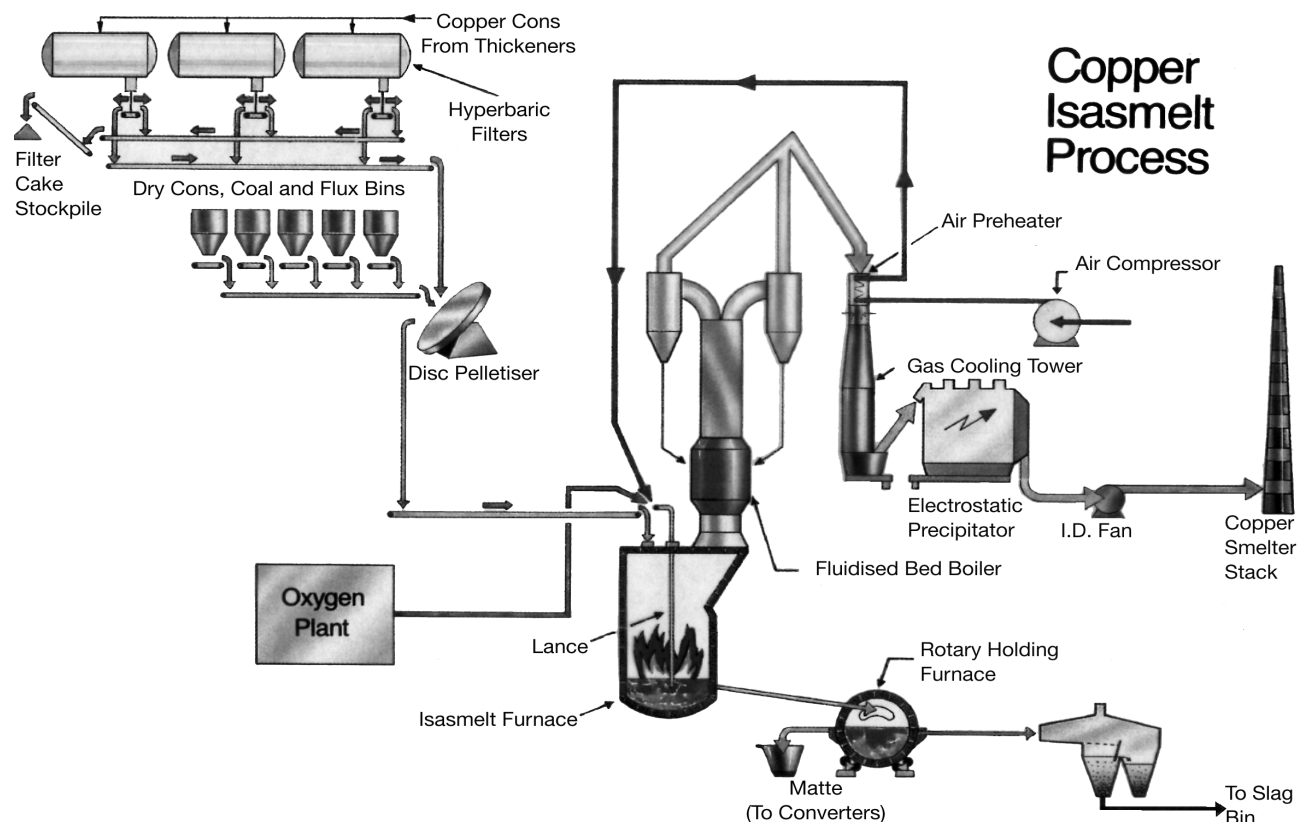 Copper Cons
From Thickeners
Hyperbaric
Filters
Filter
Cake
Stockpile
Dry Cons, Coal and Flux Bins
Disc Pelletiser
Copper
Isasmelt
Process
Air Preheater
Air Compressor
Gas Cooling Tower
Electrostatic
Precipitator
I.D. Fan
Copper
Smelter
Stack
Fluidised Bed Boiler
Oxygen
Plant
Lance
Isasmelt Furnace
Rotary Holding
Furnace
Matte
(To Converters)
To Slag
Bin